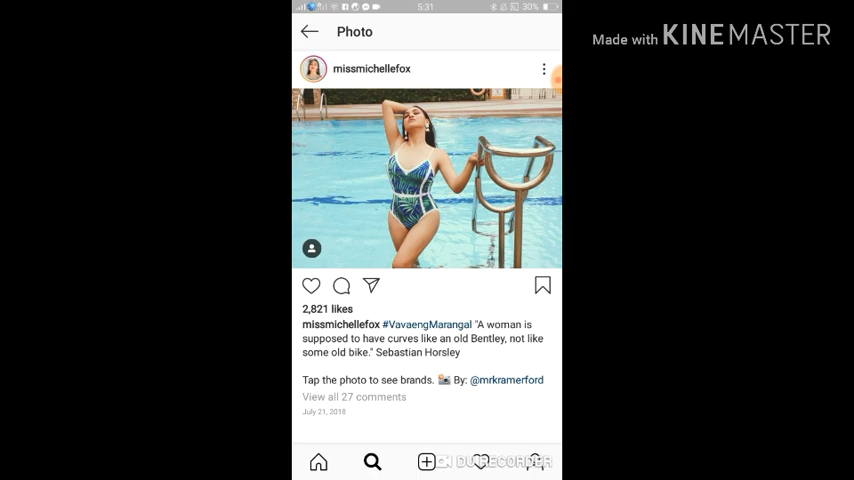 5:31
30%
Made with KINEMASTER
Photo
missmichellefox
2,821 likes
missmichellefox #VavaengMarangal "A woman is
supposed to have curves like an old Bentley, not like
some old bike." Sebastian Horsley
Tap the photo to see brands. 📸 By: @mrkramerford
View all 27 comments
July 21, 2018
DU RECORDER